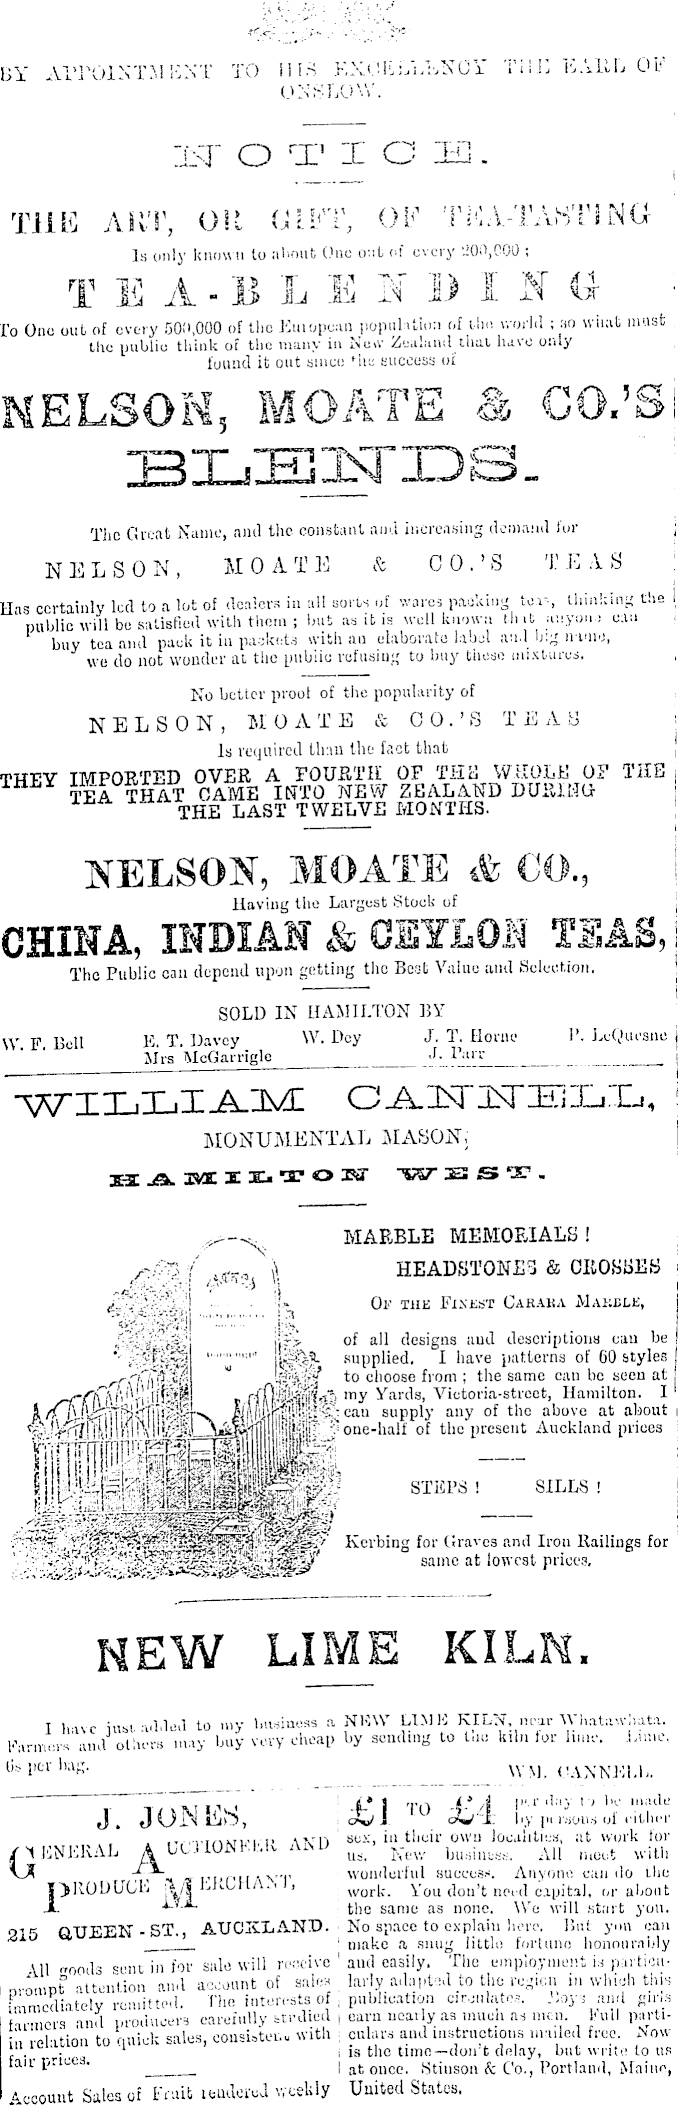 BY APPOINTMENT TO HIS EXCELLENCY THE EARL OF
ONSLOW.
NOTICE.
THE ART, OR GIFT, OF TEA-TASTING
Is only known to about One out of every 200,000 ;
TEA-BLENDING
To One out of every 500,000 of the European population of the world ; so what must
the public think of the many in New Zealand that have only
found it out since the success of
NELSON, MOATE & CO.'S
BLENDS.
The Great Name, and the constant and increasing demand for
NELSON, MOATE & CO.'S TEAS
Has certainly led to a lot of dealers in all sorts of wares packing tea, thinking the
public will be satisfied with them ; but as it is well known that anyone can
buy tea and pack it in packets with an elaborate label and big name,
we do not wonder at the public refusing to buy these mixtures.
No better proof of the popularity of
NELSON, MOATE & CO.'S TEAS
Is required than the fact that
THEY IMPORTED OVER A FOURTH OF THE WHOLE OF THE
TEA THAT CAME INTO NEW ZEALAND DURING
THE LAST TWELVE MONTHS.
NELSON, MOATE & CO.,
Having the Largest Stock of
CHINA, INDIAN & CEYLON TEAS,
The Public can depend upon getting the Best Value and Selection.
SOLD IN HAMILTON BY
W. F. Bell E. T. Davey W. Dey J. T. Horne P. LeQuesne
Mrs McGarrigle J. Parr
WILLIAM CANNELL,
MONUMENTAL MASON,
HAMILTON WEST.
MARBLE MEMORIALS !
HEADSTONES & CROSSES
OF THE FINEST CARARA MARBLE,
of all designs and descriptions can be
supplied. I have patterns of 60 styles
to choose from ; the same can be seen at
my Yards, Victoria-street, Hamilton. I
can supply any of the above at about
one-half of the present Auckland prices
STEPS ! SILLS !
Kerbing for Graves and Iron Railings for
same at lowest prices.
NEW LIME KILN.
I have just added to my business a NEW LIME KILN, near Whatawhata.
Farmers and others may buy very cheap by sending to the kiln for lime. Lime,
6s per bag.
WM. CANNELL.
J. JONES,
GENERAL AUCTIONEER AND
PRODUCE MERCHANT,
215 QUEEN-ST., AUCKLAND.
All goods sent in for sale will receive
prompt attention and account of sales
immediately remitted. The interests of
farmers and producers carefully studied
in relation to quick sales, consistent with
fair prices.
Account Sales of Fruit rendered weekly
£1 TO £4 per day to be made
by persons of either
sex, in their own localities, at work for
us. New business. All meet with
wonderful success. Anyone can do the
work. You don't need capital, or about
the same as none. We will start you.
No space to explain here. But you can
make a snug little fortune honourably
and easily. The employment is particu-
larly adapted to the region in which this
publication circulates. Boys and girls
earn nearly as much as men. Full parti-
culars and instructions mailed free. Now
is the time—don't delay, but write to us
at once. Stinson & Co., Portland, Maine,
United States.